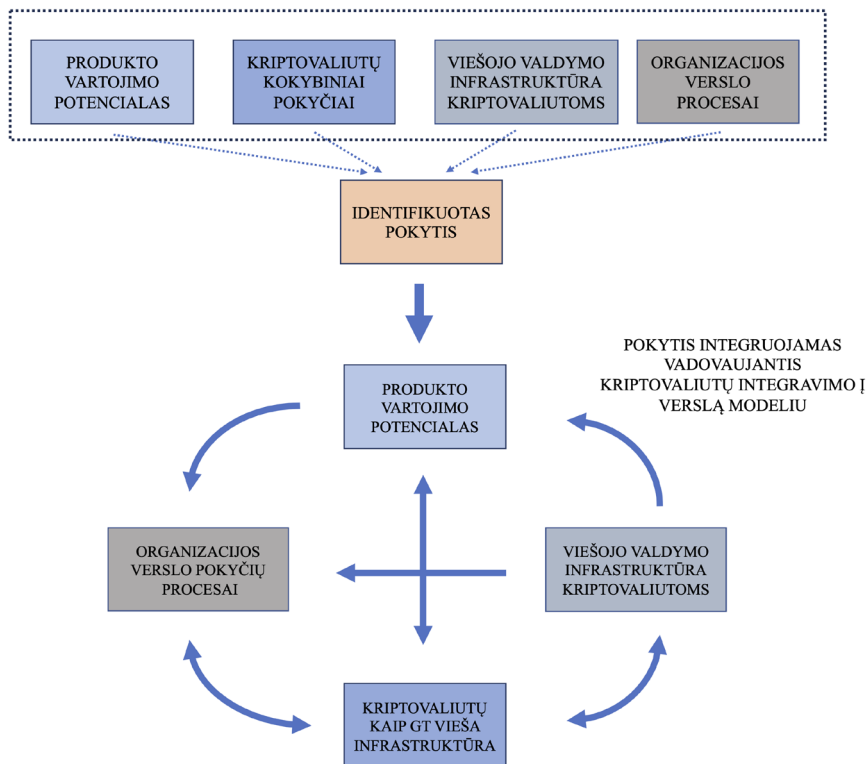 PRODUKTO
VARTOJIMO
POTENCIALAS
KRIPTOVALIUTŲ
KOKYBINIAI
POKYČIAI
VIEŠOJO VALDYMO
INFRASTRUKTŪRA
KRIPTOVALIUTOMS
ORGANIZACIJOS
VERSLO
PROCESAI
IDENTIFIKUOTAS
POKYTIS
POKYTIS INTEGRUOJAMAS
VADOVAUJANTIS
KRIPTOVALIUTŲ INTEGRAVIMO Į
VERSLĄ MODELIU
PRODUKTO
VARTOJIMO
POTENCIALAS
ORGANIZACIJOS
VERSLO POKYČIŲ
PROCESAI
VIEŠOJO VALDYMO
INFRASTRUKTŪRA
KRIPTOVALIUTOMS
KRIPTOVALIUTŲ
KAIP GT VIEŠA
INFRASTRUKTŪRA